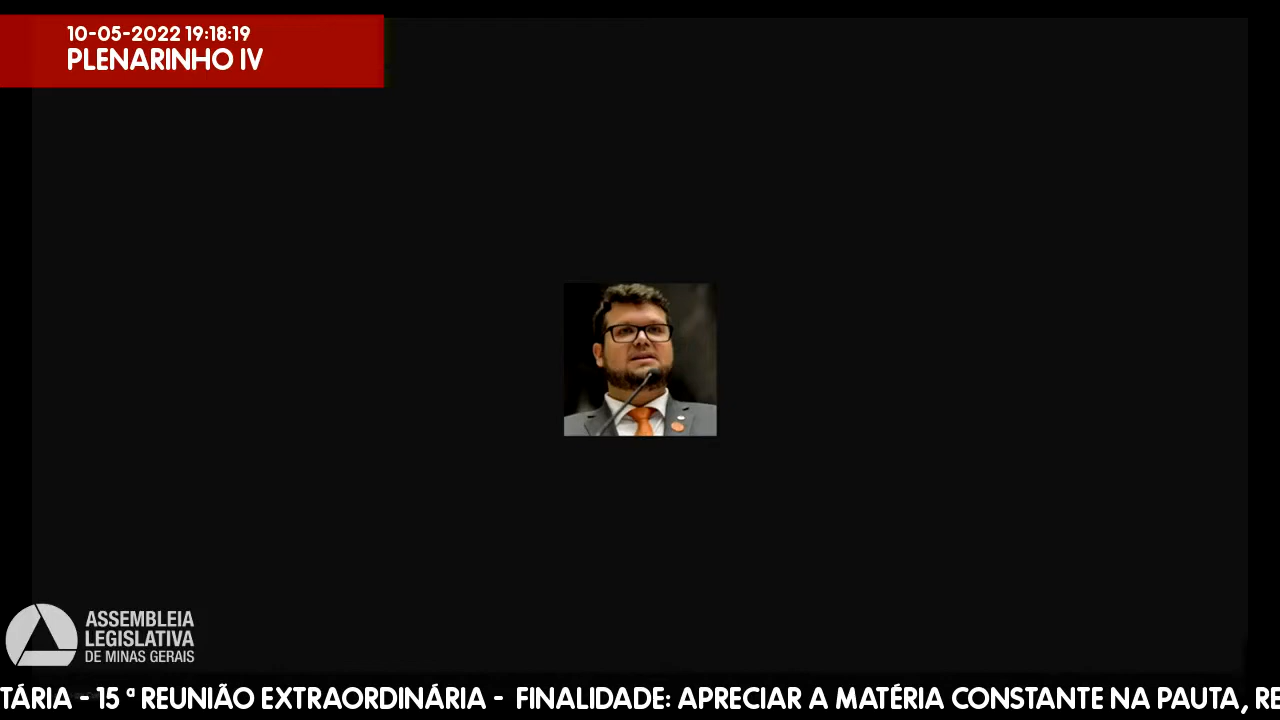 10-05-2022 19:18:19
PLENARINHO IV
ASSEMBLEIA
LEGISLATIVA
DE MINAS GERAIS
TÁRIA - 15 ª REUNIÃO EXTRAORDINÁRIA - FINALIDADE: APRECIAR A MATÉRIA CONSTANTE NA PAUTA, RE